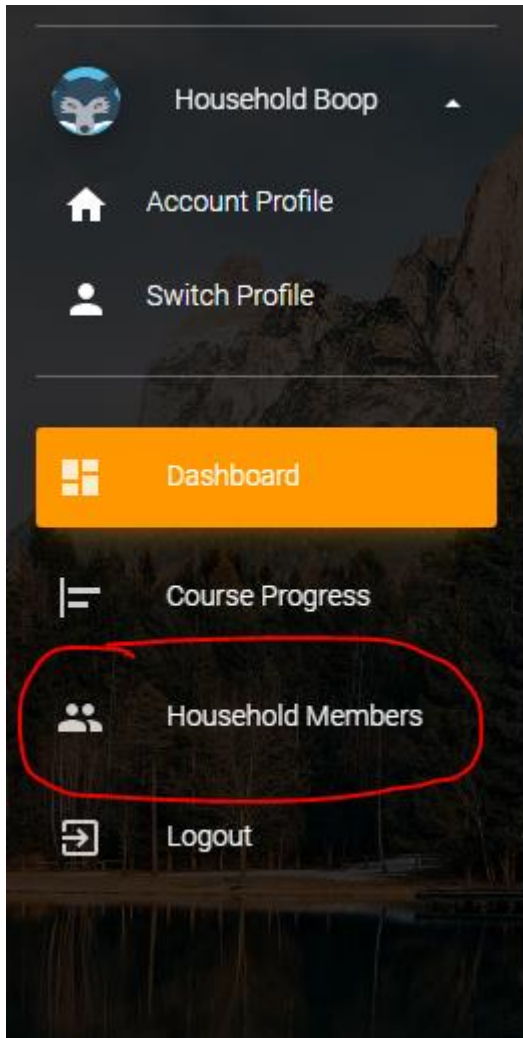 Household Boop
Account Profile
Switch Profile
Dashboard
Course Progress
Household Members
Logout